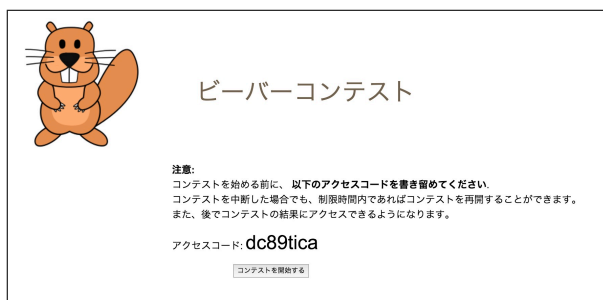 ビーバーコンテスト
注意:
コンテストを始める前に、 以下のアクセスコードを書き留めてください.
コンテストを中断した場合でも、制限時間内であればコンテストを再開することができます。
また、後でコンテストの結果にアクセスできるようになります。
アクセスコード: dc89tica
コンテストを開始する